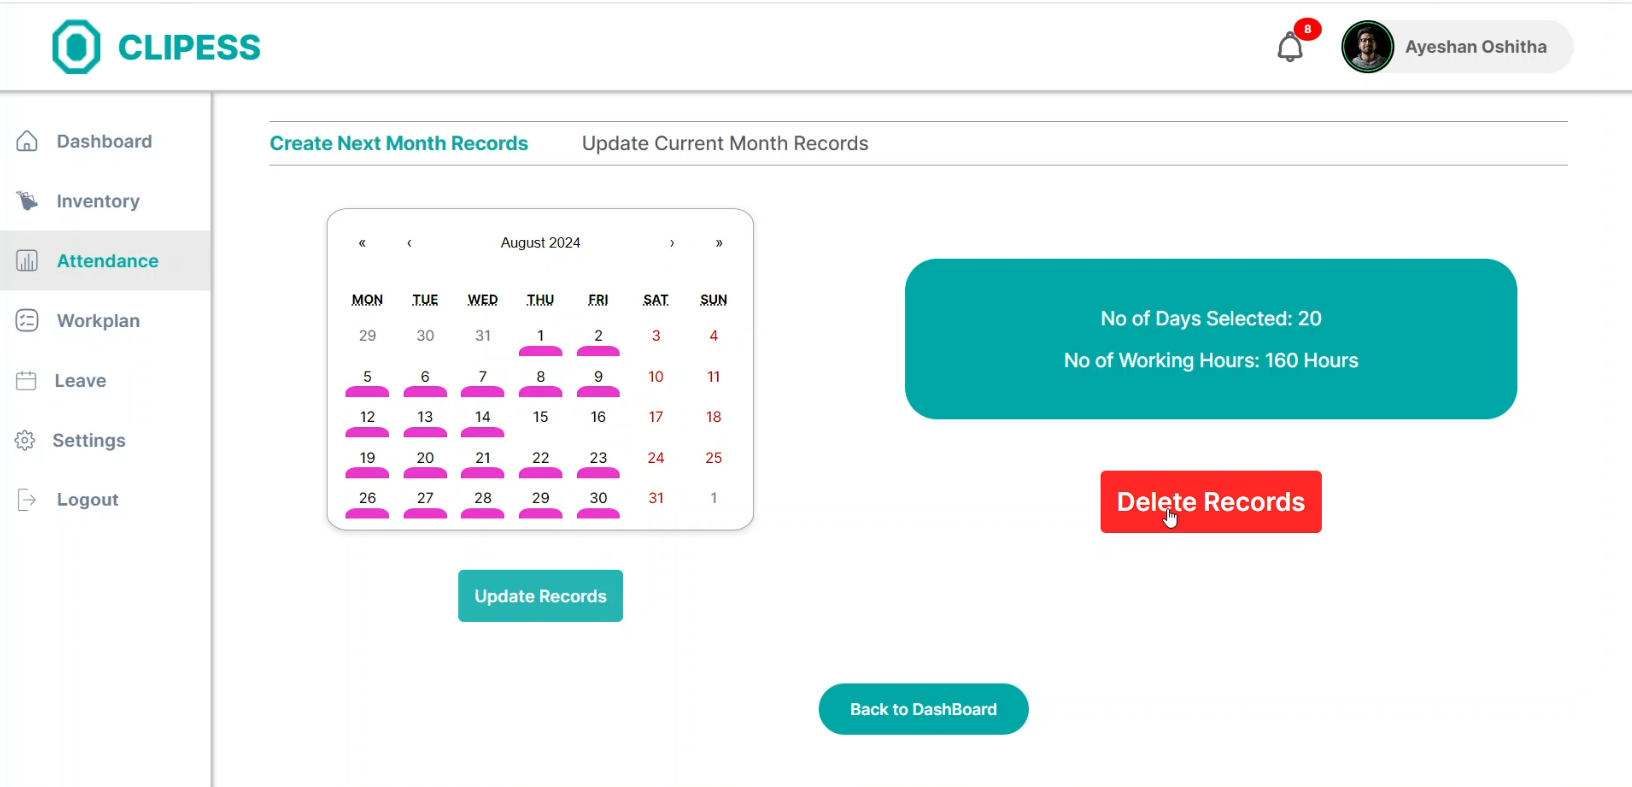 CLIPESS
8
Ayeshan Oshitha
Dashboard
Inventory
Attendance
Workplan
Leave
Settings
Logout
Create Next Month Records
Update Current Month Records
« ‹ August 2024 › »
MON TUE WED THU FRI SAT SUN
29 30 31 1 2 3 4
5 6 7 8 9 10 11
12 13 14 15 16 17 18
19 20 21 22 23 24 25
26 27 28 29 30 31 1
Update Records
No of Days Selected: 20
No of Working Hours: 160 Hours
Delete Records
Back to DashBoard